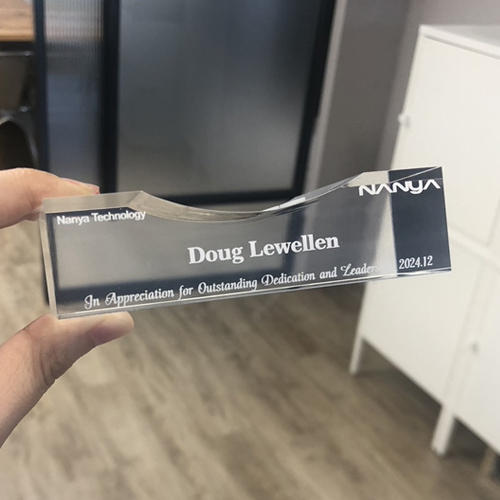 Nanya Technology
NANYA
Doug Lewellen
In Appreciation for Outstanding Dedication and
2024.12